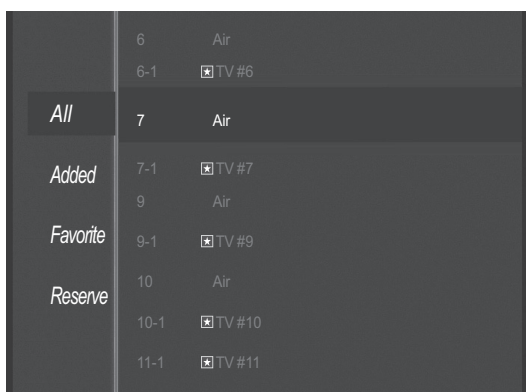 6 Air
6-1 TV #6
All
7 Air
Added
7-1 TV #7
9 Air
Favorite
9-1 TV #9
10 Air
Reserve
10-1 TV #10
11-1 TV #11